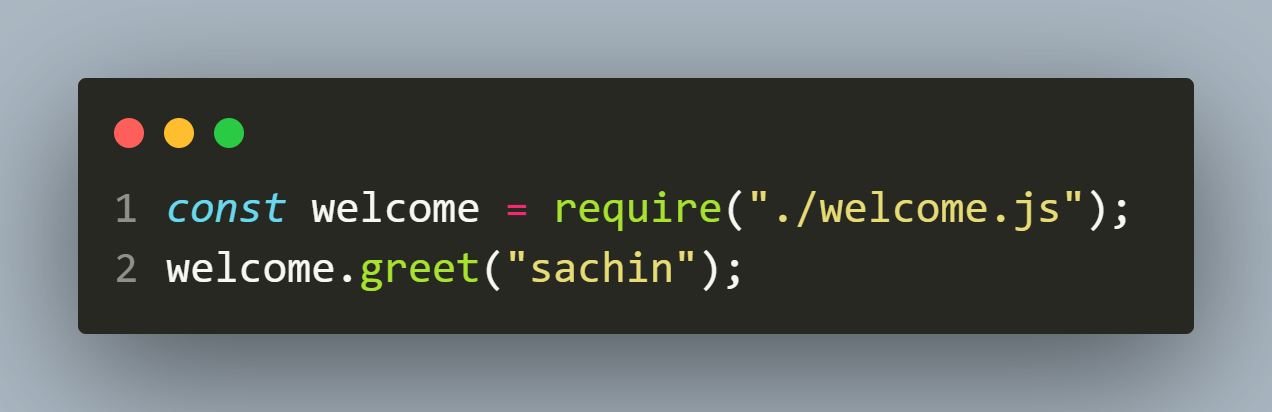 1 const welcome = require("./welcome.js");
2 welcome.greet("sachin");